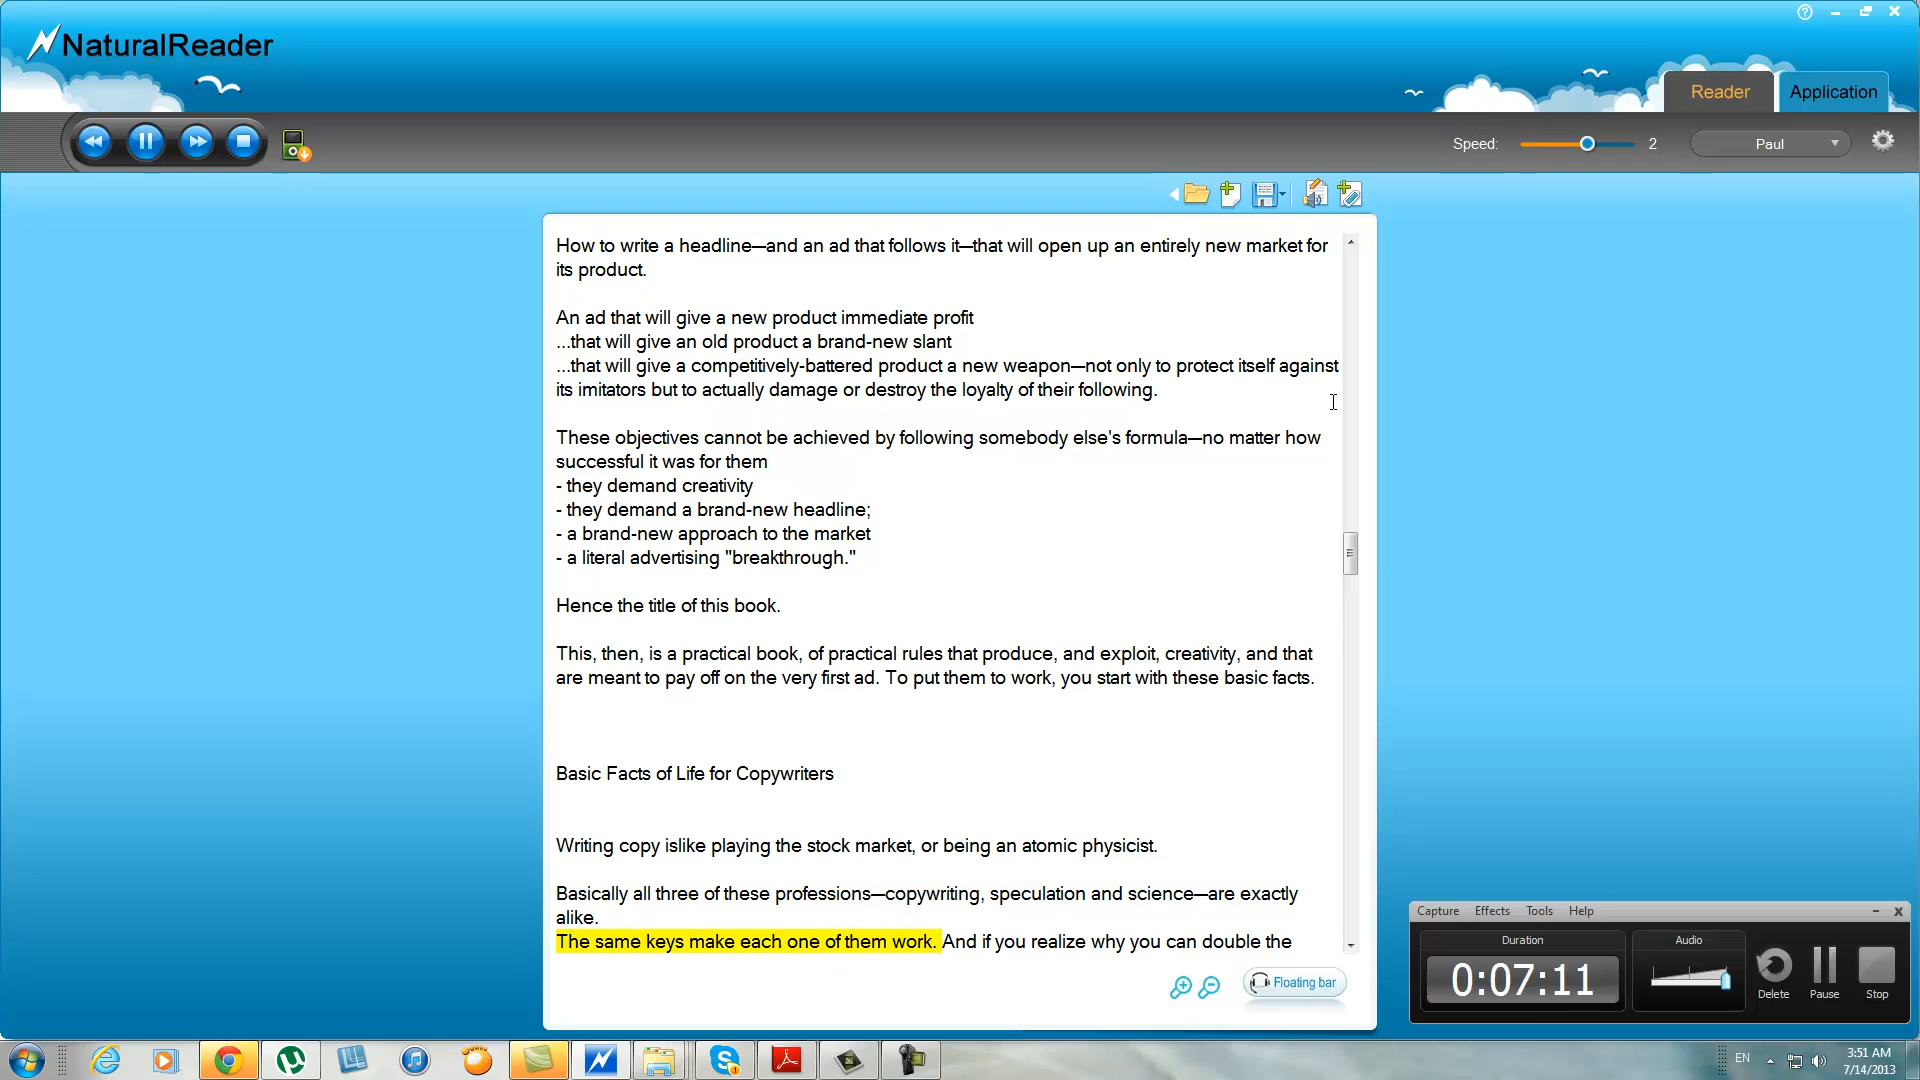 NaturalReader
Reader
Application
Speed:
2
Paul
How to write a headline—and an ad that follows it—that will open up an entirely new market for
its product.
An ad that will give a new product immediate profit
...that will give an old product a brand-new slant
...that will give a competitively-battered product a new weapon—not only to protect itself against
its imitators but to actually damage or destroy the loyalty of their following.
These objectives cannot be achieved by following somebody else's formula—no matter how
successful it was for them
- they demand creativity
- they demand a brand-new headline;
- a brand-new approach to the market
- a literal advertising "breakthrough."
Hence the title of this book.
This, then, is a practical book, of practical rules that produce, and exploit, creativity, and that
are meant to pay off on the very first ad. To put them to work, you start with these basic facts.
Basic Facts of Life for Copywriters
Writing copy islike playing the stock market, or being an atomic physicist.
Basically all three of these professions—copywriting, speculation and science—are exactly
alike.
The same keys make each one of them work. And if you realize why you can double the
Floating bar
Capture Effects Tools Help
Duration
Audio
0:07:11
Delete
Pause
Stop
EN
3:51 AM
7/14/2013